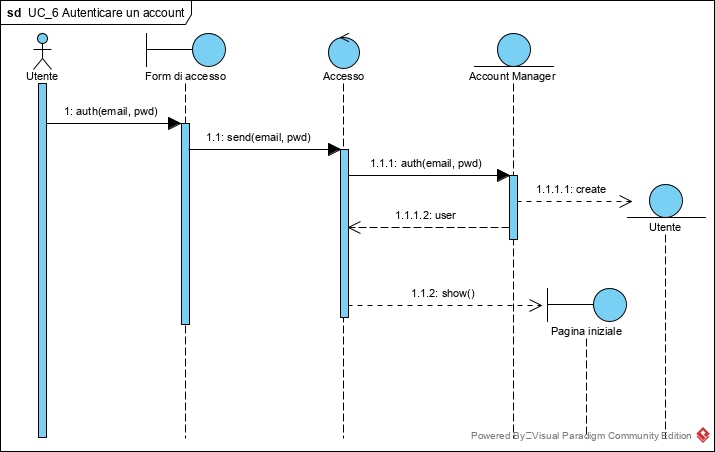 sd UC_6 Autenticare un account
Utente
Form di accesso
Accesso
Account Manager
1: auth(email, pwd)
1.1: send(email, pwd)
1.1.1: auth(email, pwd)
1.1.1.1: create
1.1.1.2: user
Utente
1.1.2: show()
Pagina iniziale
Powered By Visual Paradigm Community Edition